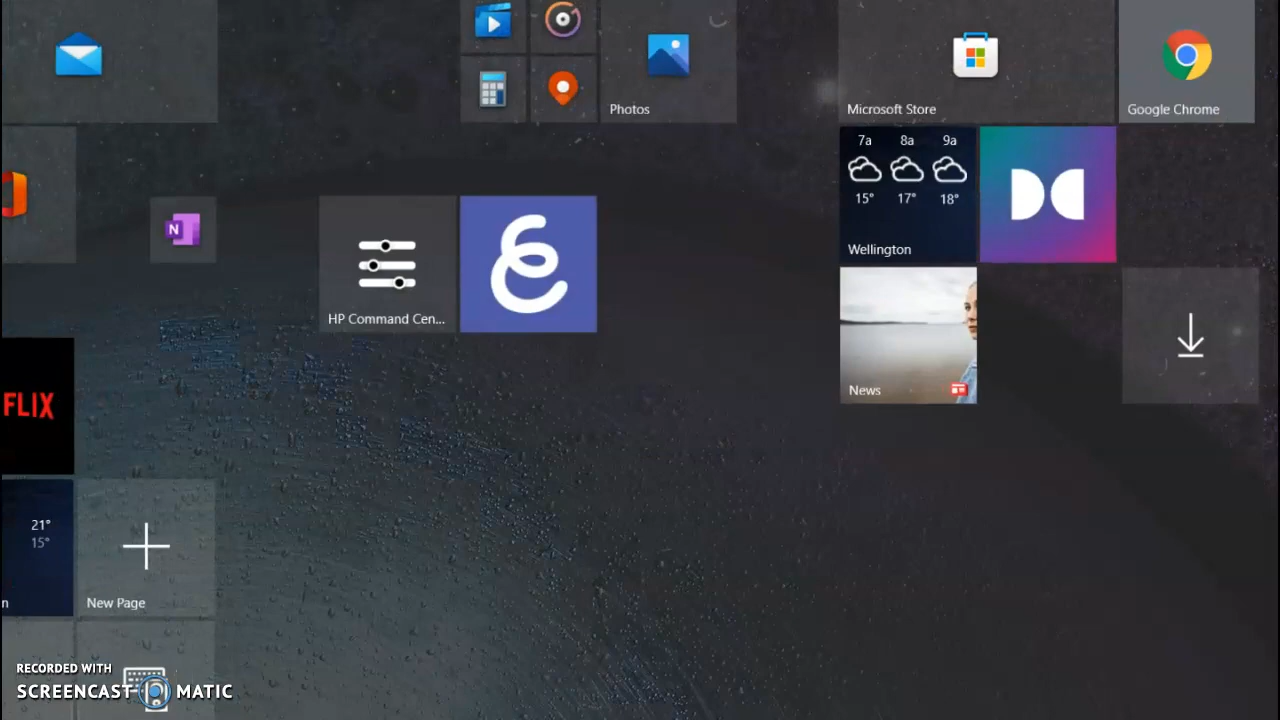 Photos
Microsoft Store
Google Chrome
7a 8a 9a
15° 17° 18°
Wellington
N
HP Command Cen...
News
FLIX
21°
15°
n
New Page
RECORDED WITH
SCREENCAST MATIC